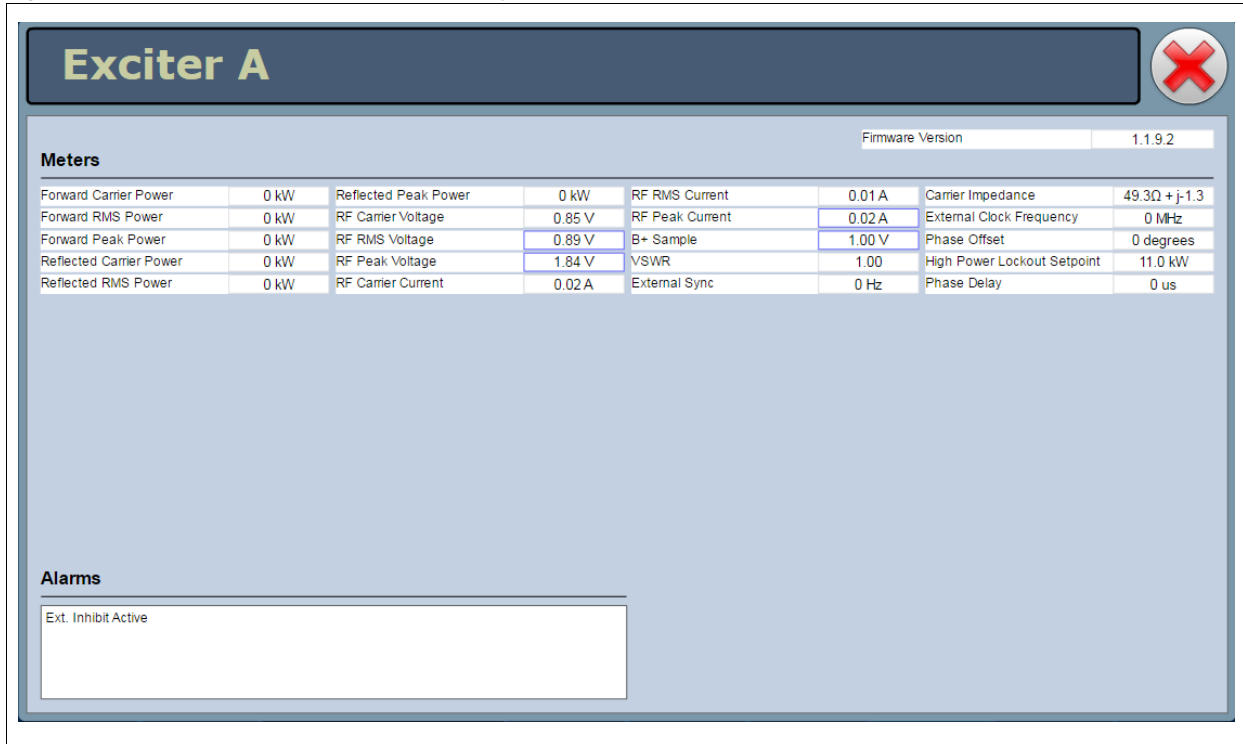 Exciter A
Firmware Version 1.1.9.2
Meters
Forward Carrier Power 0 kW Reflected Peak Power 0 kW RF RMS Current 0.01 A Carrier Impedance 49.3Ω + j-1.3
Forward RMS Power 0 kW RF Carrier Voltage 0.85 V RF Peak Current 0.02 A External Clock Frequency 0 MHz
Forward Peak Power 0 kW RF RMS Voltage 0.89 V B+ Sample 1.00 V Phase Offset 0 degrees
Reflected Carrier Power 0 kW RF Peak Voltage 1.84 V VSWR 1.00 High Power Lockout Setpoint 11.0 kW
Reflected RMS Power 0 kW RF Carrier Current 0.02 A External Sync 0 Hz Phase Delay 0 us
Alarms
Ext. Inhibit Active